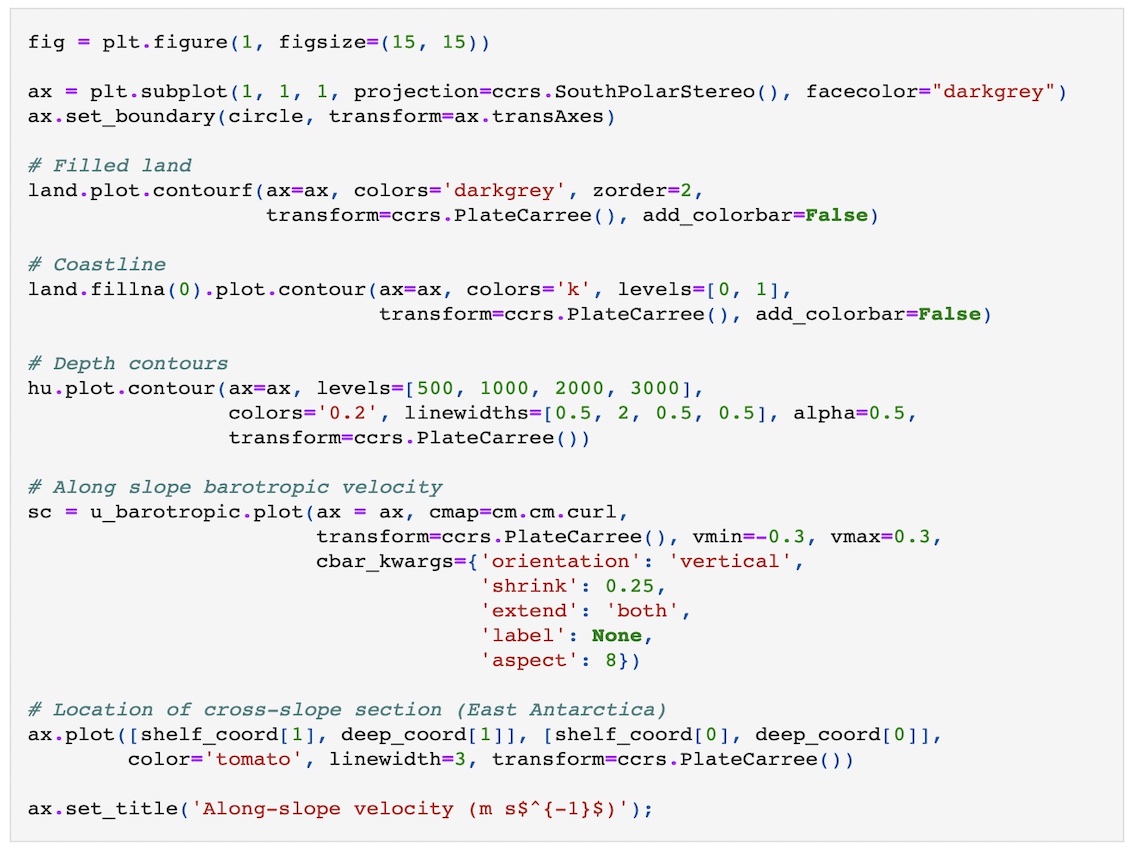 fig = plt.figure(1, figsize=(15, 15))

ax = plt.subplot(1, 1, 1, projection=ccrs.SouthPolarStereo(), facecolor="darkgrey")
ax.set_boundary(circle, transform=ax.transAxes)

# Filled land
land.plot.contourf(ax=ax, colors='darkgrey', zorder=2,
                   transform=ccrs.PlateCarree(), add_colorbar=False)

# Coastline
land.fillna(0).plot.contour(ax=ax, colors='k', levels=[0, 1],
                            transform=ccrs.PlateCarree(), add_colorbar=False)

# Depth contours
hu.plot.contour(ax=ax, levels=[500, 1000, 2000, 3000],
                colors='0.2', linewidths=[0.5, 2, 0.5, 0.5], alpha=0.5,
                transform=ccrs.PlateCarree())

# Along slope barotropic velocity
sc = u_barotropic.plot(ax = ax, cmap=cm.cm.curl,
                       transform=ccrs.PlateCarree(), vmin=-0.3, vmax=0.3,
                       cbar_kwargs={'orientation': 'vertical',
                                    'shrink': 0.25,
                                    'extend': 'both',
                                    'label': None,
                                    'aspect': 8})

# Location of cross-slope section (East Antarctica)
ax.plot([shelf_coord[1], deep_coord[1]], [shelf_coord[0], deep_coord[0]],
        color='tomato', linewidth=3, transform=ccrs.PlateCarree())

ax.set_title('Along-slope velocity (m s$^{-1}$)');